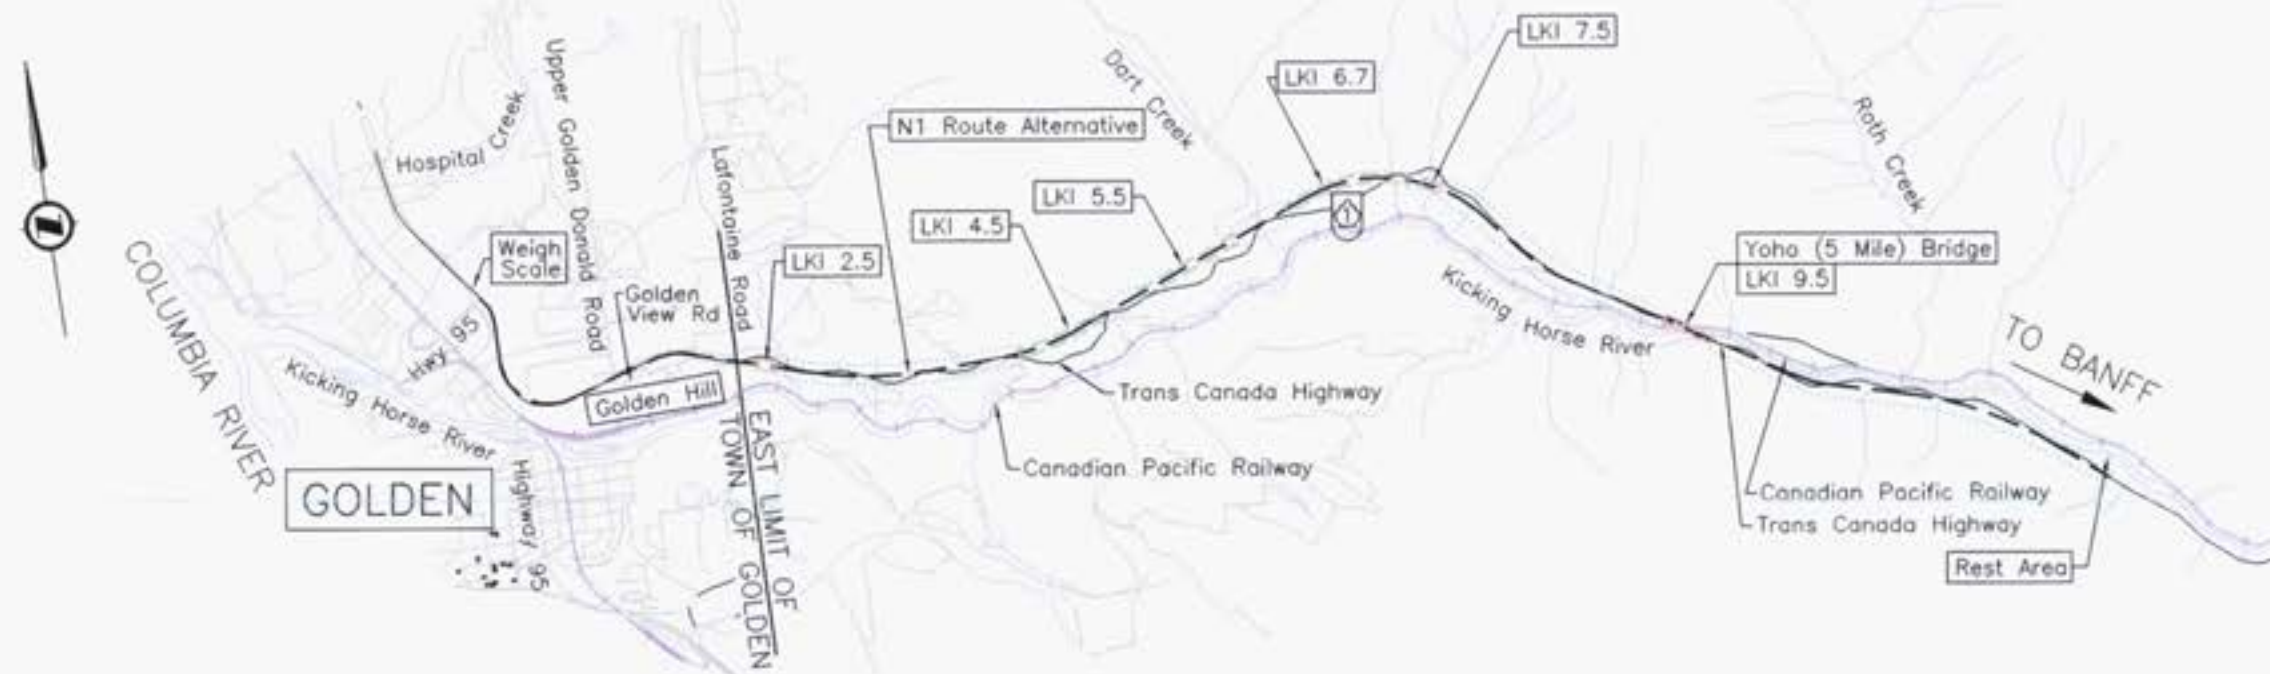 LKI 7.5
LKI 6.7
Dart Creek
Upper Golden Donald Road
Hospital Creek
N1 Route Alternative
Roth Creek
Lafontaine Road
LKI 5.5
LKI 4.5
Weigh
Scale
LKI 2.5
Yoho (5 Mile) Bridge
LKI 9.5
1
COLUMBIA RIVER
Golden
View Rd
Hwy 95
Kicking Horse River
TO BANFF
Kicking Horse River
Golden Hill
Trans Canada Highway
EAST LIMIT OF
TOWN OF GOLDEN
Canadian Pacific Railway
GOLDEN
Highway 95
Canadian Pacific Railway
Trans Canada Highway
Rest Area